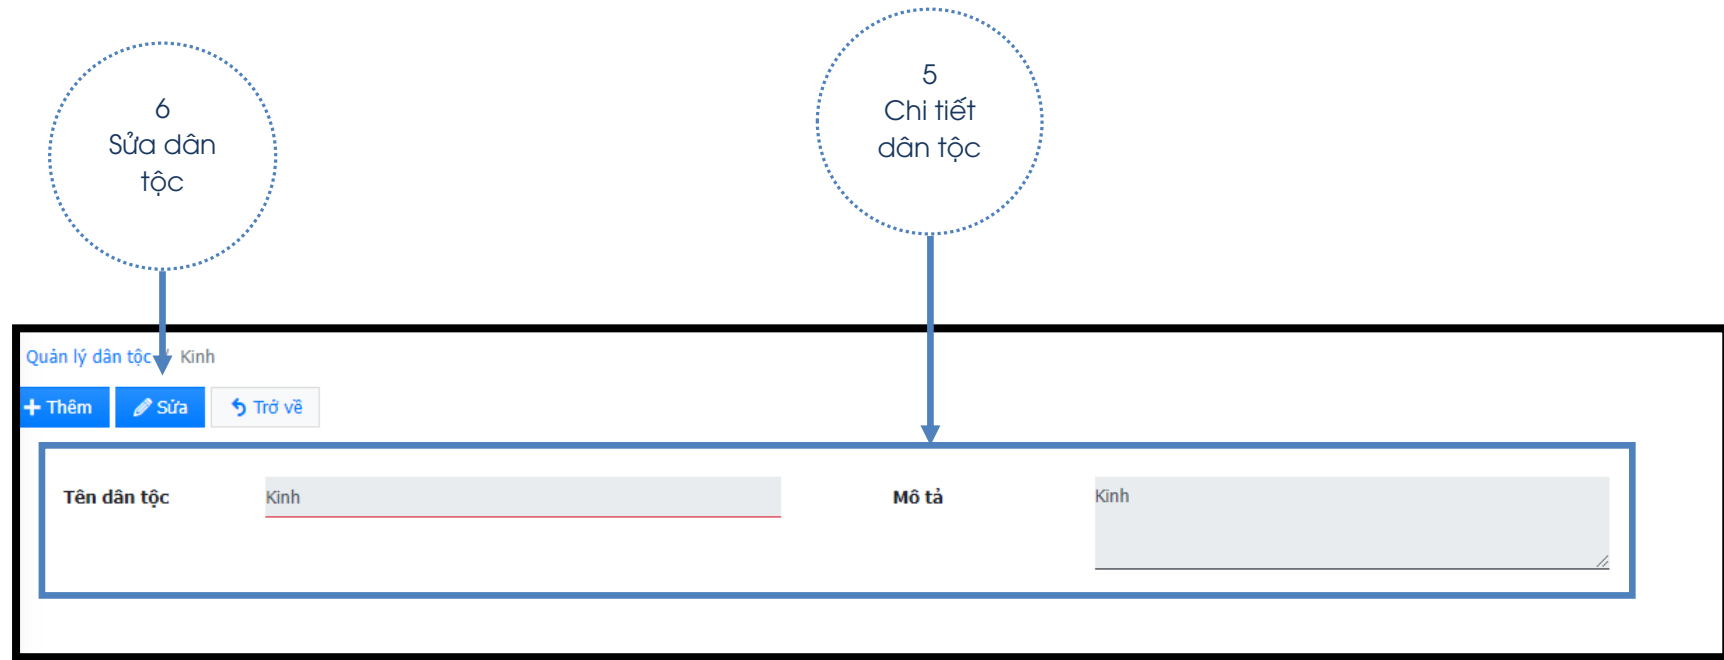 6
Sửa dân
tộc
5
Chi tiết
dân tộc
Quản lý dân tộc / Kinh
Thêm
Sửa
Trở về
Tên dân tộc
Kinh
Mô tả
Kinh